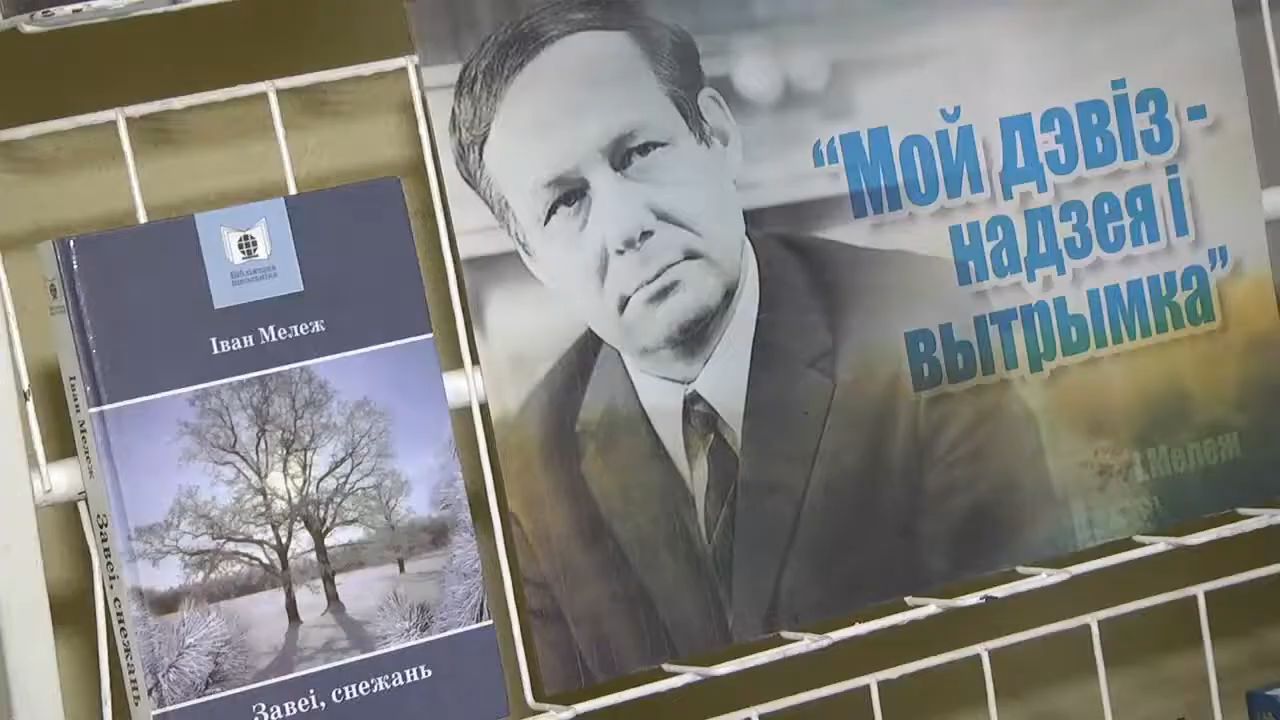 Бібліятэка
школьніка
Іван Мележ
Завеі, снежань
Іван Мележ
Завеі, снежань
“Мой дэвіз -
надзея і
вытрымка”
І.Мележ